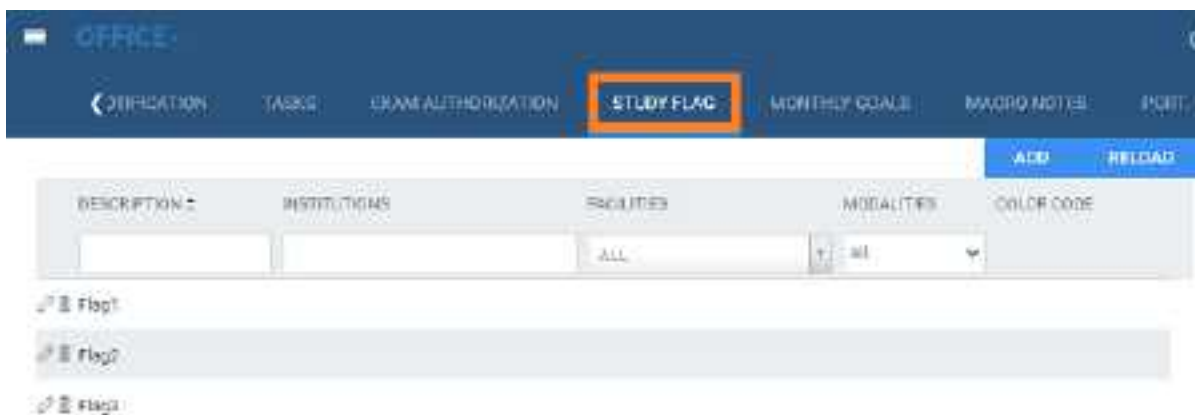 OFFICE
TASKS EXAM AUTHORIZATION STUDY FLAG MONTHLY GOALS MACRO NOTES
ADD RELOAD
DESCRIPTION INSTITUTIONS FACILITIES MODALITIES COLOR CODE
ALL All
Flag1
Flag2
Flag3